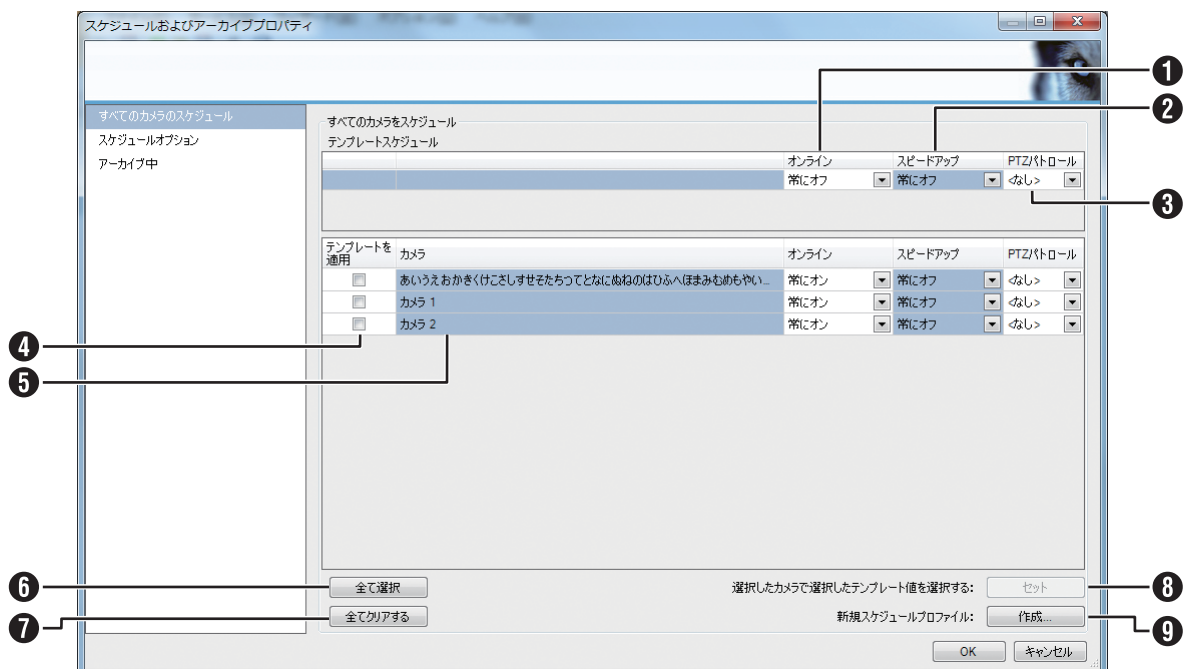 スケジュールおよびアーカイブプロパティ
❶
❷
すべてのカメラのスケジュール
スケジュールオプション
アーカイブ中
すべてのカメラをスケジュール
テンプレートスケジュール
オンライン スピードアップ PTZパトロール
常にオフ 常にオフ <なし>
❸
テンプレートを適用 カメラ オンライン スピードアップ PTZパトロール
あいうえおかきくけこさしすせそたちつてとなにぬねのはひふへほまみむめもやい... 常にオン 常にオフ <なし>
カメラ 1 常にオン 常にオフ <なし>
カメラ 2 常にオン 常にオフ <なし>
❹
❺
❻ 全て選択 選択したカメラで選択したテンプレート値を選択する: セット ❽
❼ 全てクリアする 新規スケジュールプロファイル: 作成... ❾
OK キャンセル